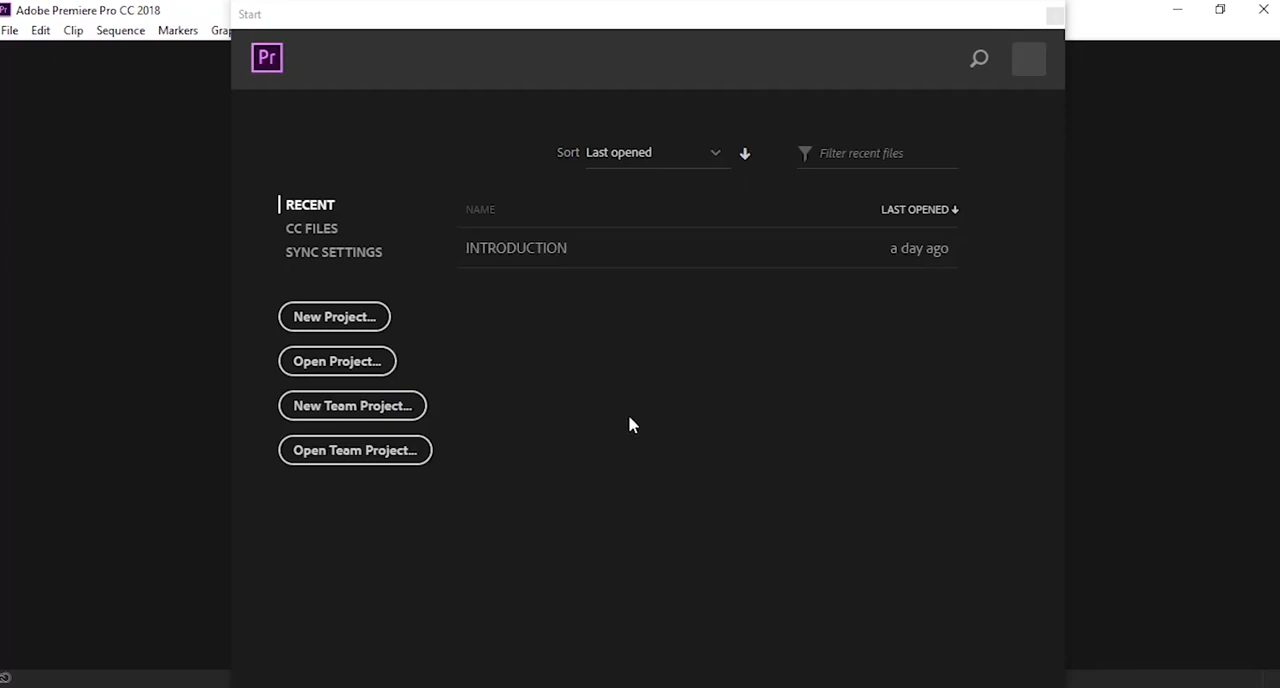 Pr Adobe Premiere Pro CC 2018
Start
File Edit Clip Sequence Markers
Pr
Sort Last opened
Filter recent files
RECENT
CC FILES
SYNC SETTINGS
NAME LAST OPENED
INTRODUCTION a day ago
New Project...
Open Project...
New Team Project...
Open Team Project...